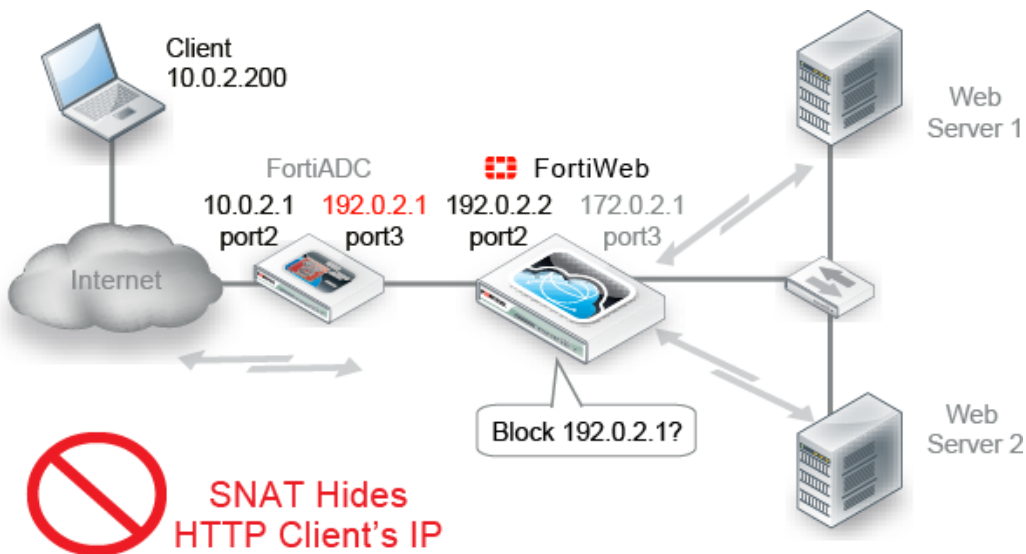 Client
10.0.2.200
Web
Server 1
FortiADC
FortiWeb
10.0.2.1
192.0.2.1
192.0.2.2
172.0.2.1
port2
port3
port2
port3
Internet
Block 192.0.2.1?
Web
Server 2
SNAT Hides
HTTP Client's IP